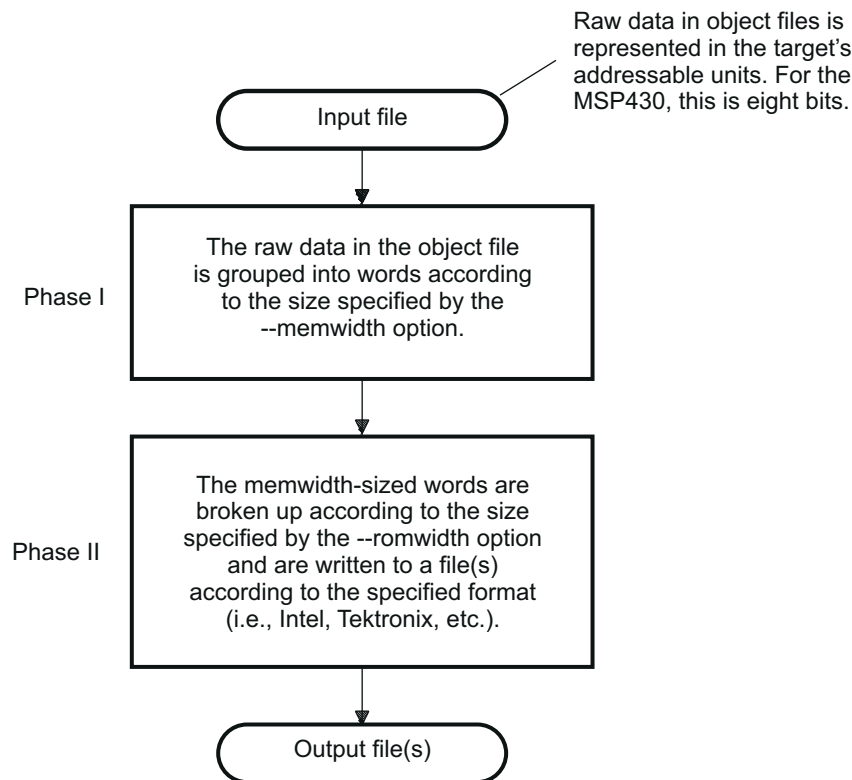 Raw data in object files is
represented in the target's
addressable units. For the
MSP430, this is eight bits.
Input file
Phase I
The raw data in the object file
is grouped into words according
to the size specified by the
--memwidth option.
Phase II
The memwidth-sized words are
broken up according to the size
specified by the --romwidth option
and are written to a file(s)
according to the specified format
(i.e., Intel, Tektronix, etc.).
Output file(s)